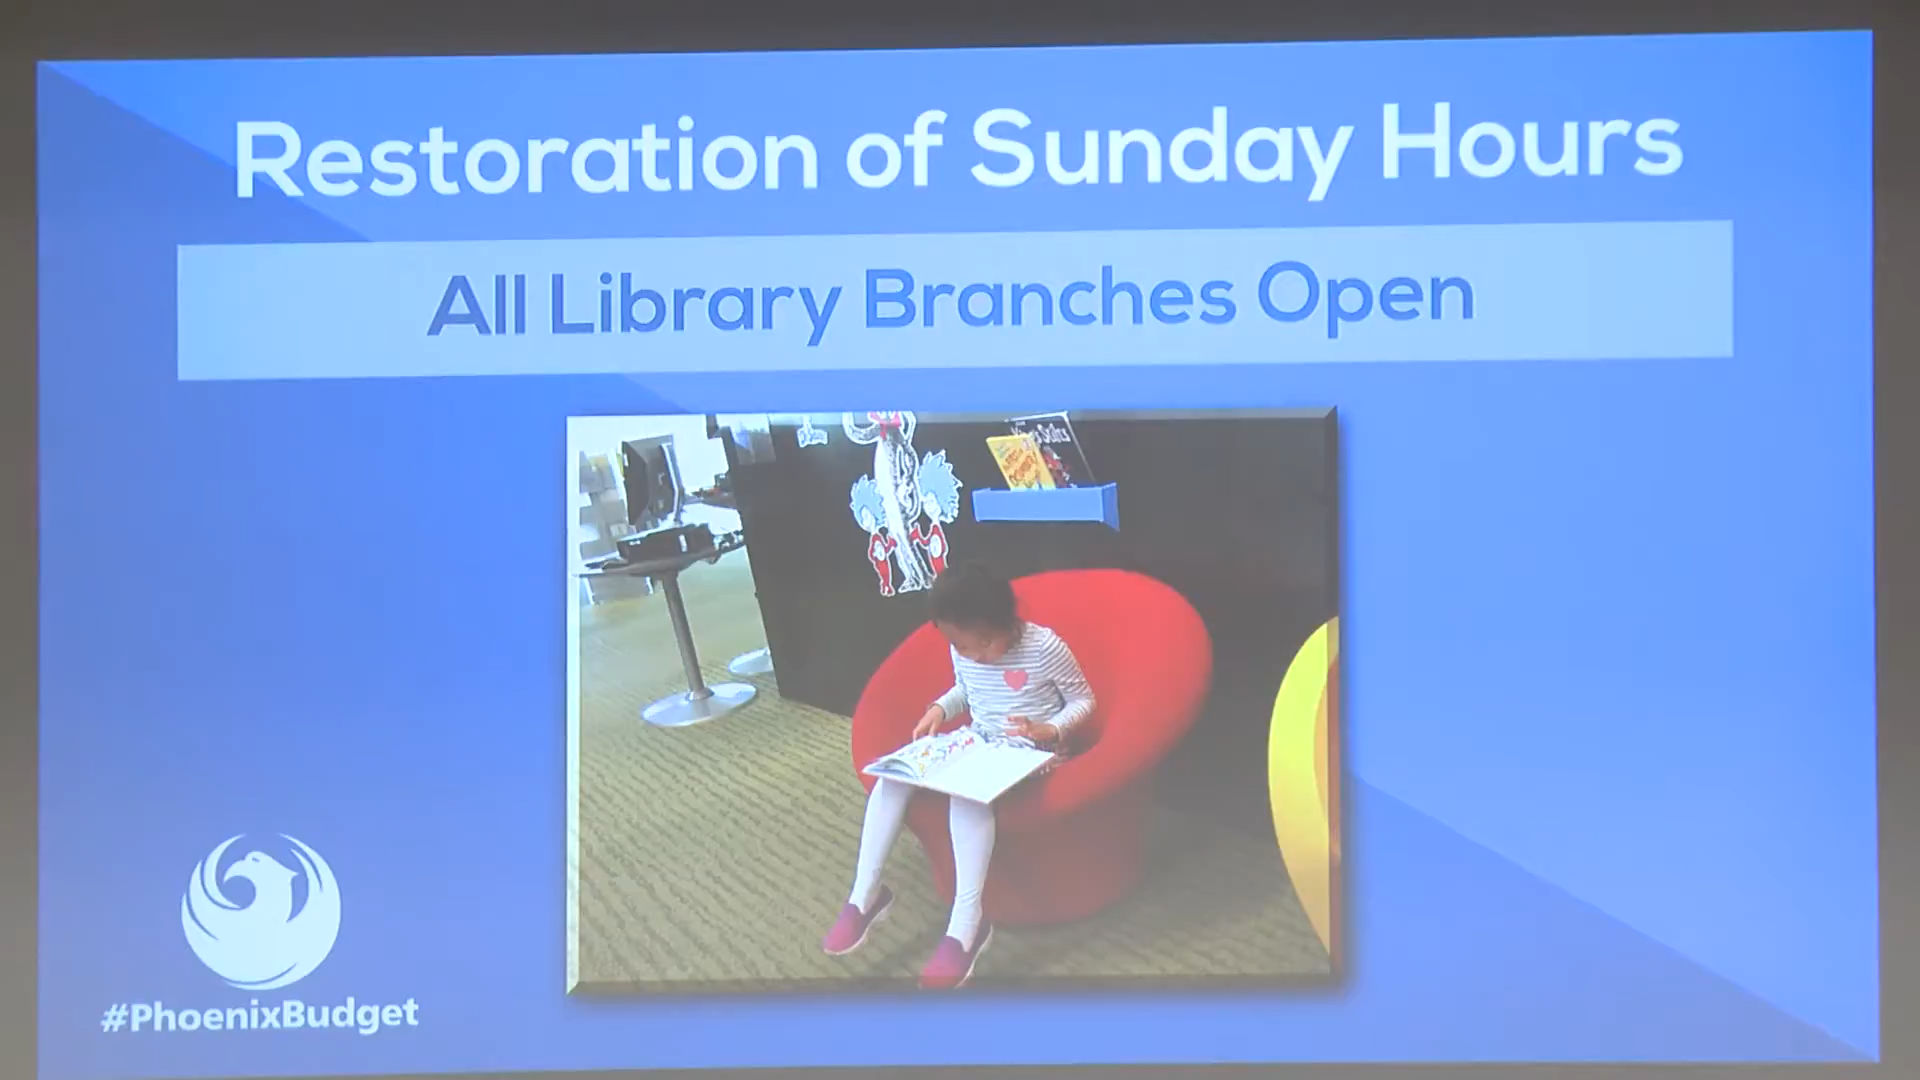 Restoration of Sunday Hours
All Library Branches Open
#PhoenixBudget